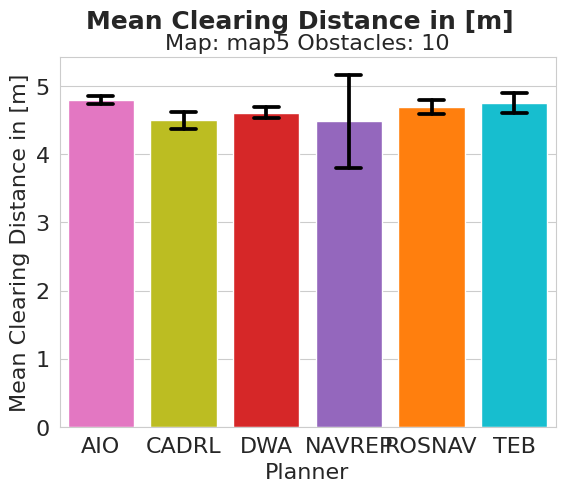 Mean Clearing Distance in [m]
Map: map5 Obstacles: 10
Mean Clearing Distance in [m]
5
4
3
2
1
0
AIO CADRL DWA NAVREP ROSNAV TEB
Planner